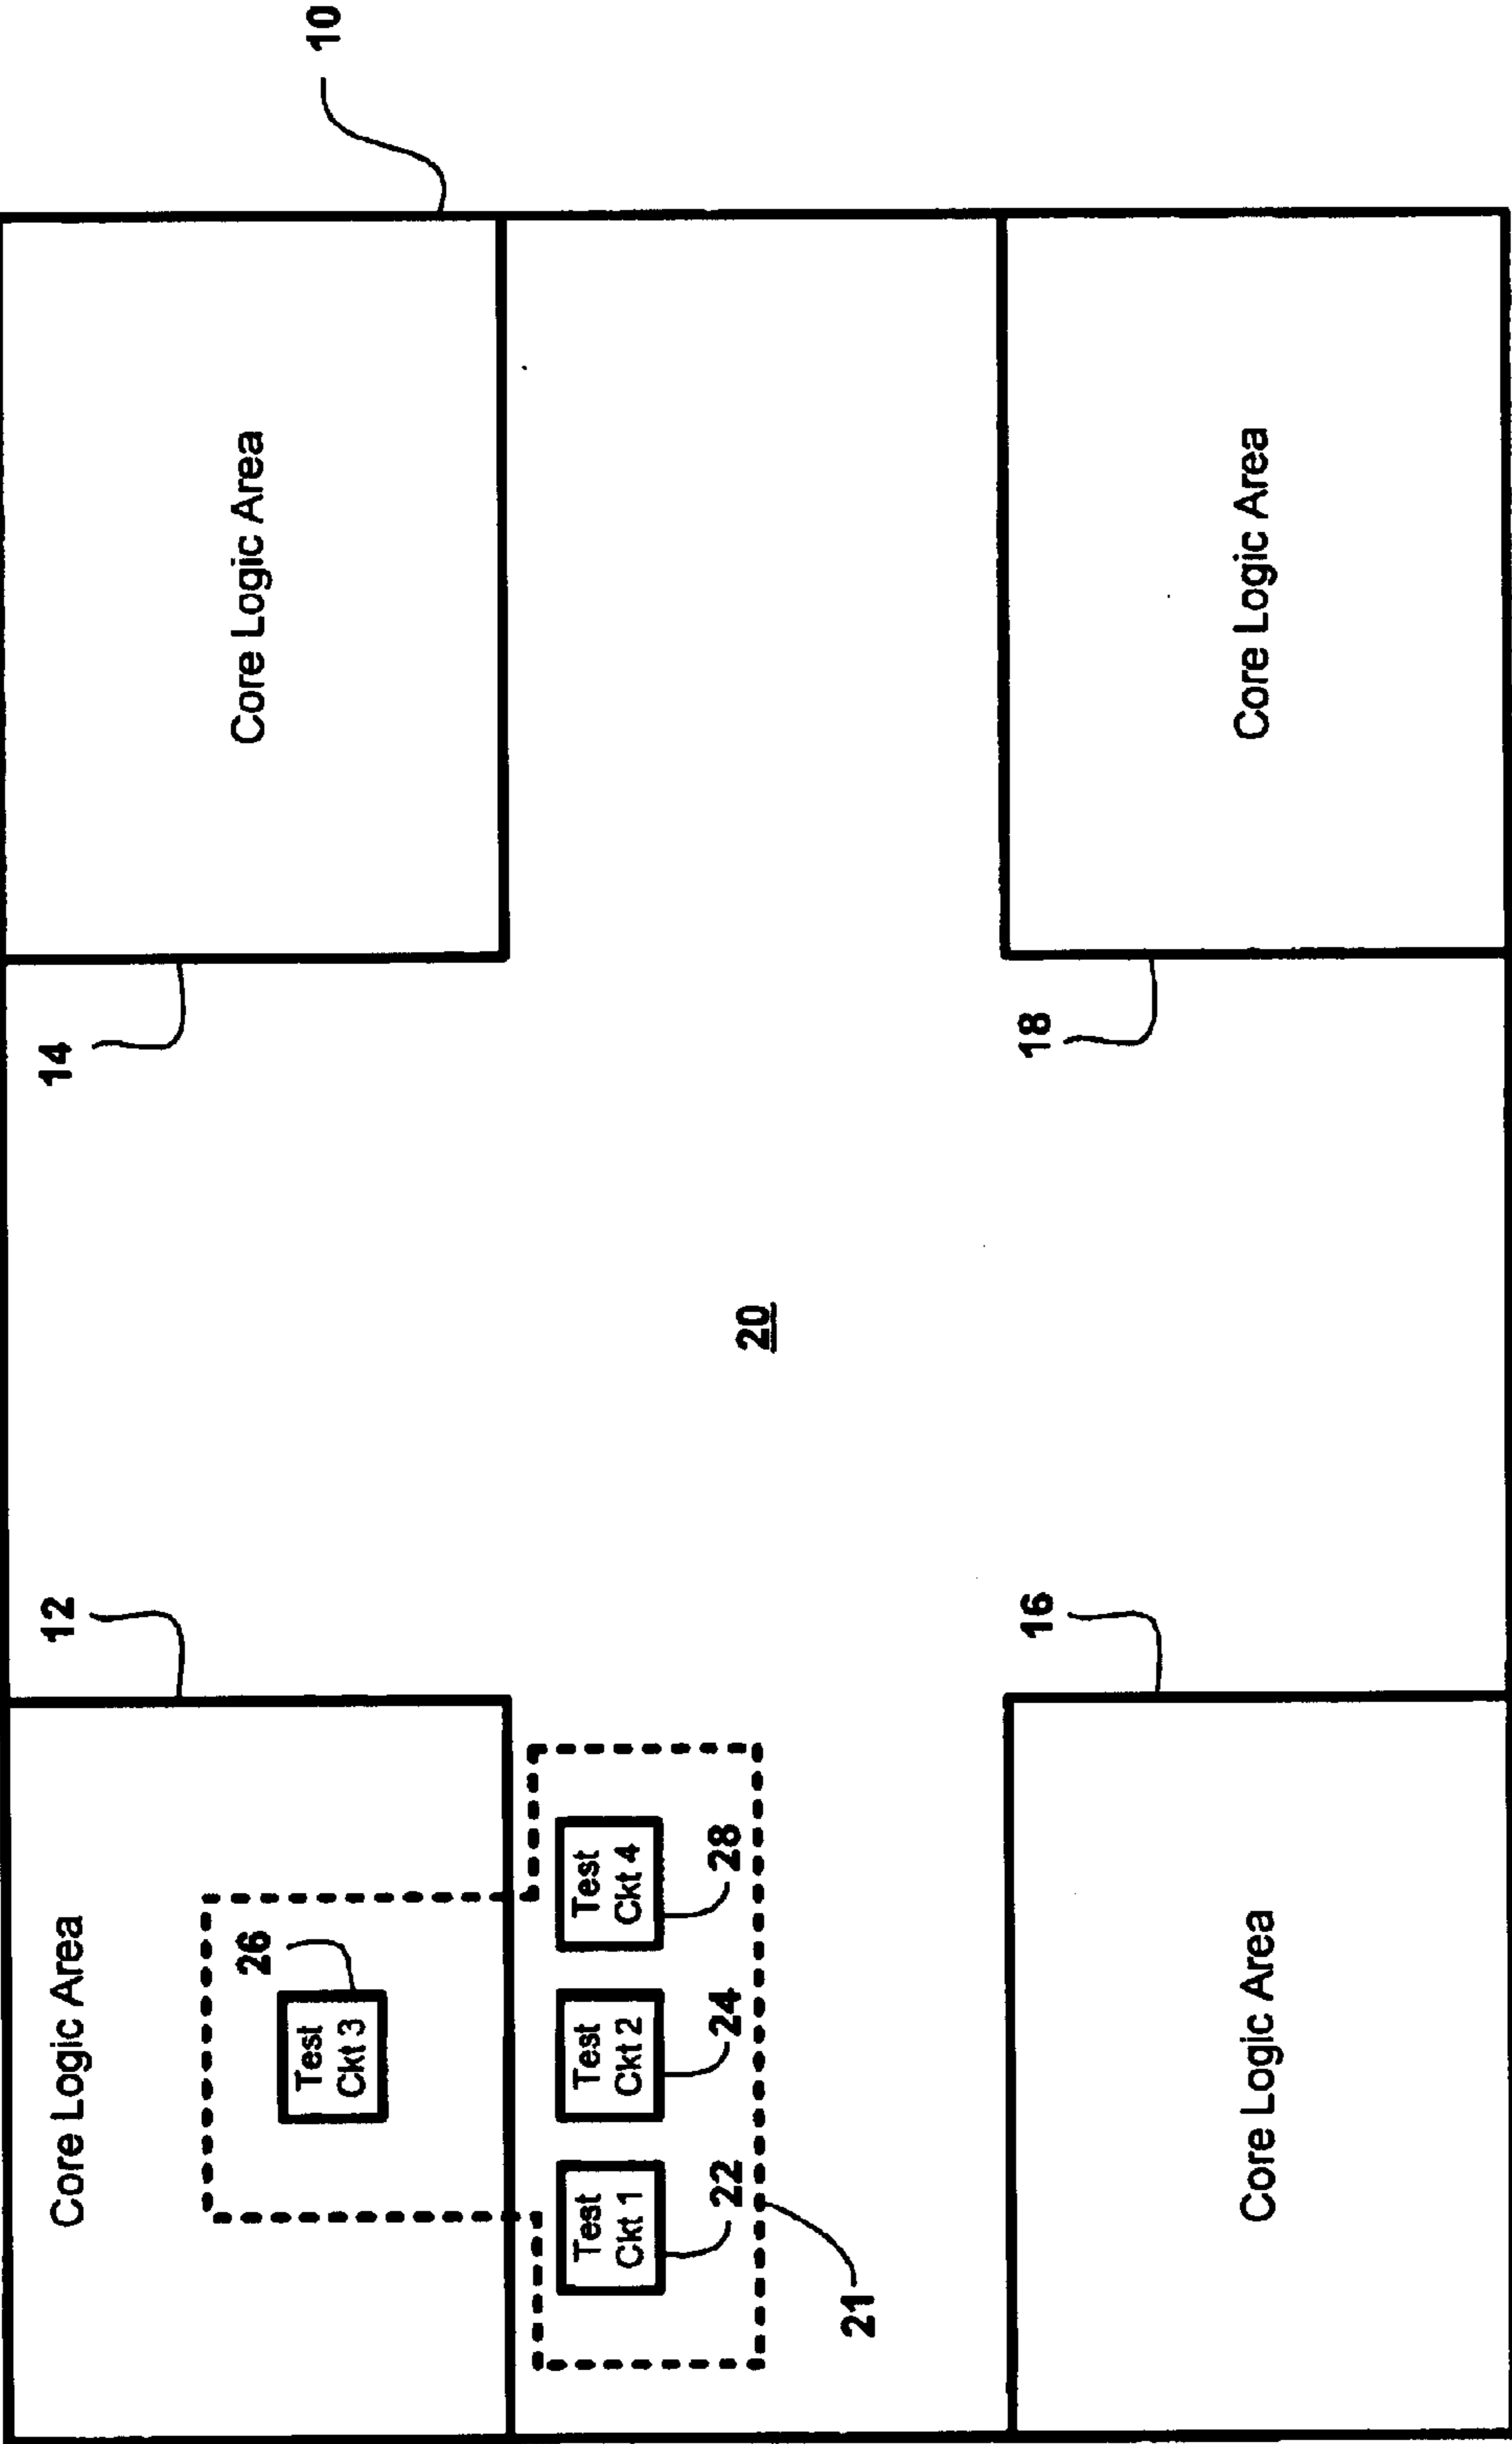 Core Logic Area
12
14
10
Core Logic Area
26
Test
Ckt 3
Test
Ckt 1
Test
Ckt 2
Test
Ckt 4
22
24
28
20
21
16
18
Core Logic Area
Core Logic Area